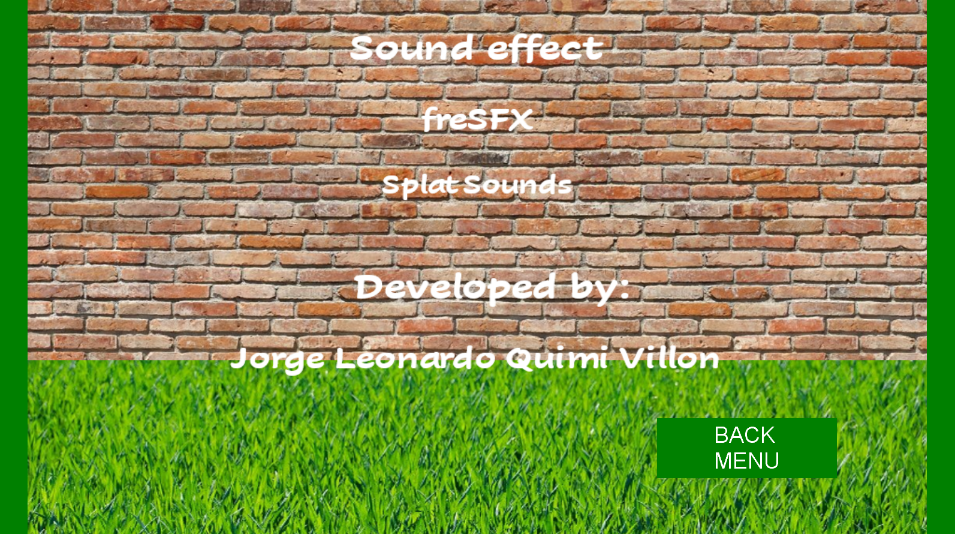 Sound effect
freSFX
Splat Sounds
Developed by:
Jorge Leonardo Quimi Villon
BACK
MENU